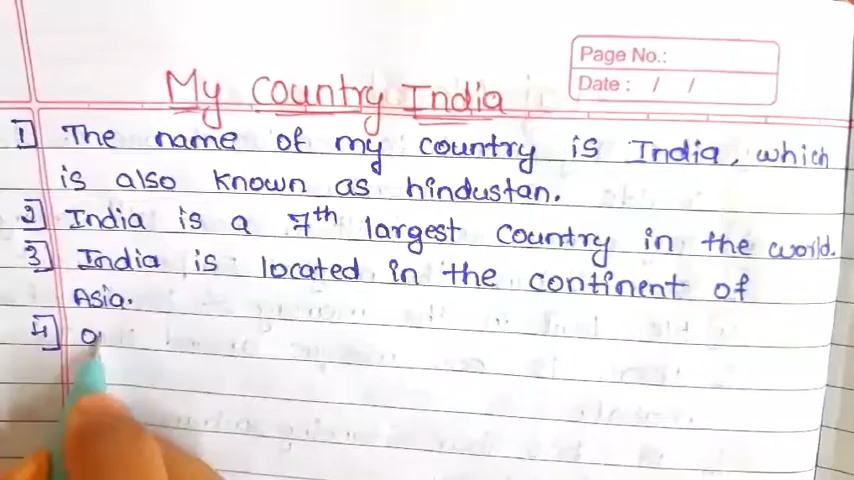 Page No.:
Date : / /
My Country India
1] The name of my country is India, which
is also known as hindustan.
2] India is a 7th largest country in the world.
3] India is located in the continent of
Asia.
4]